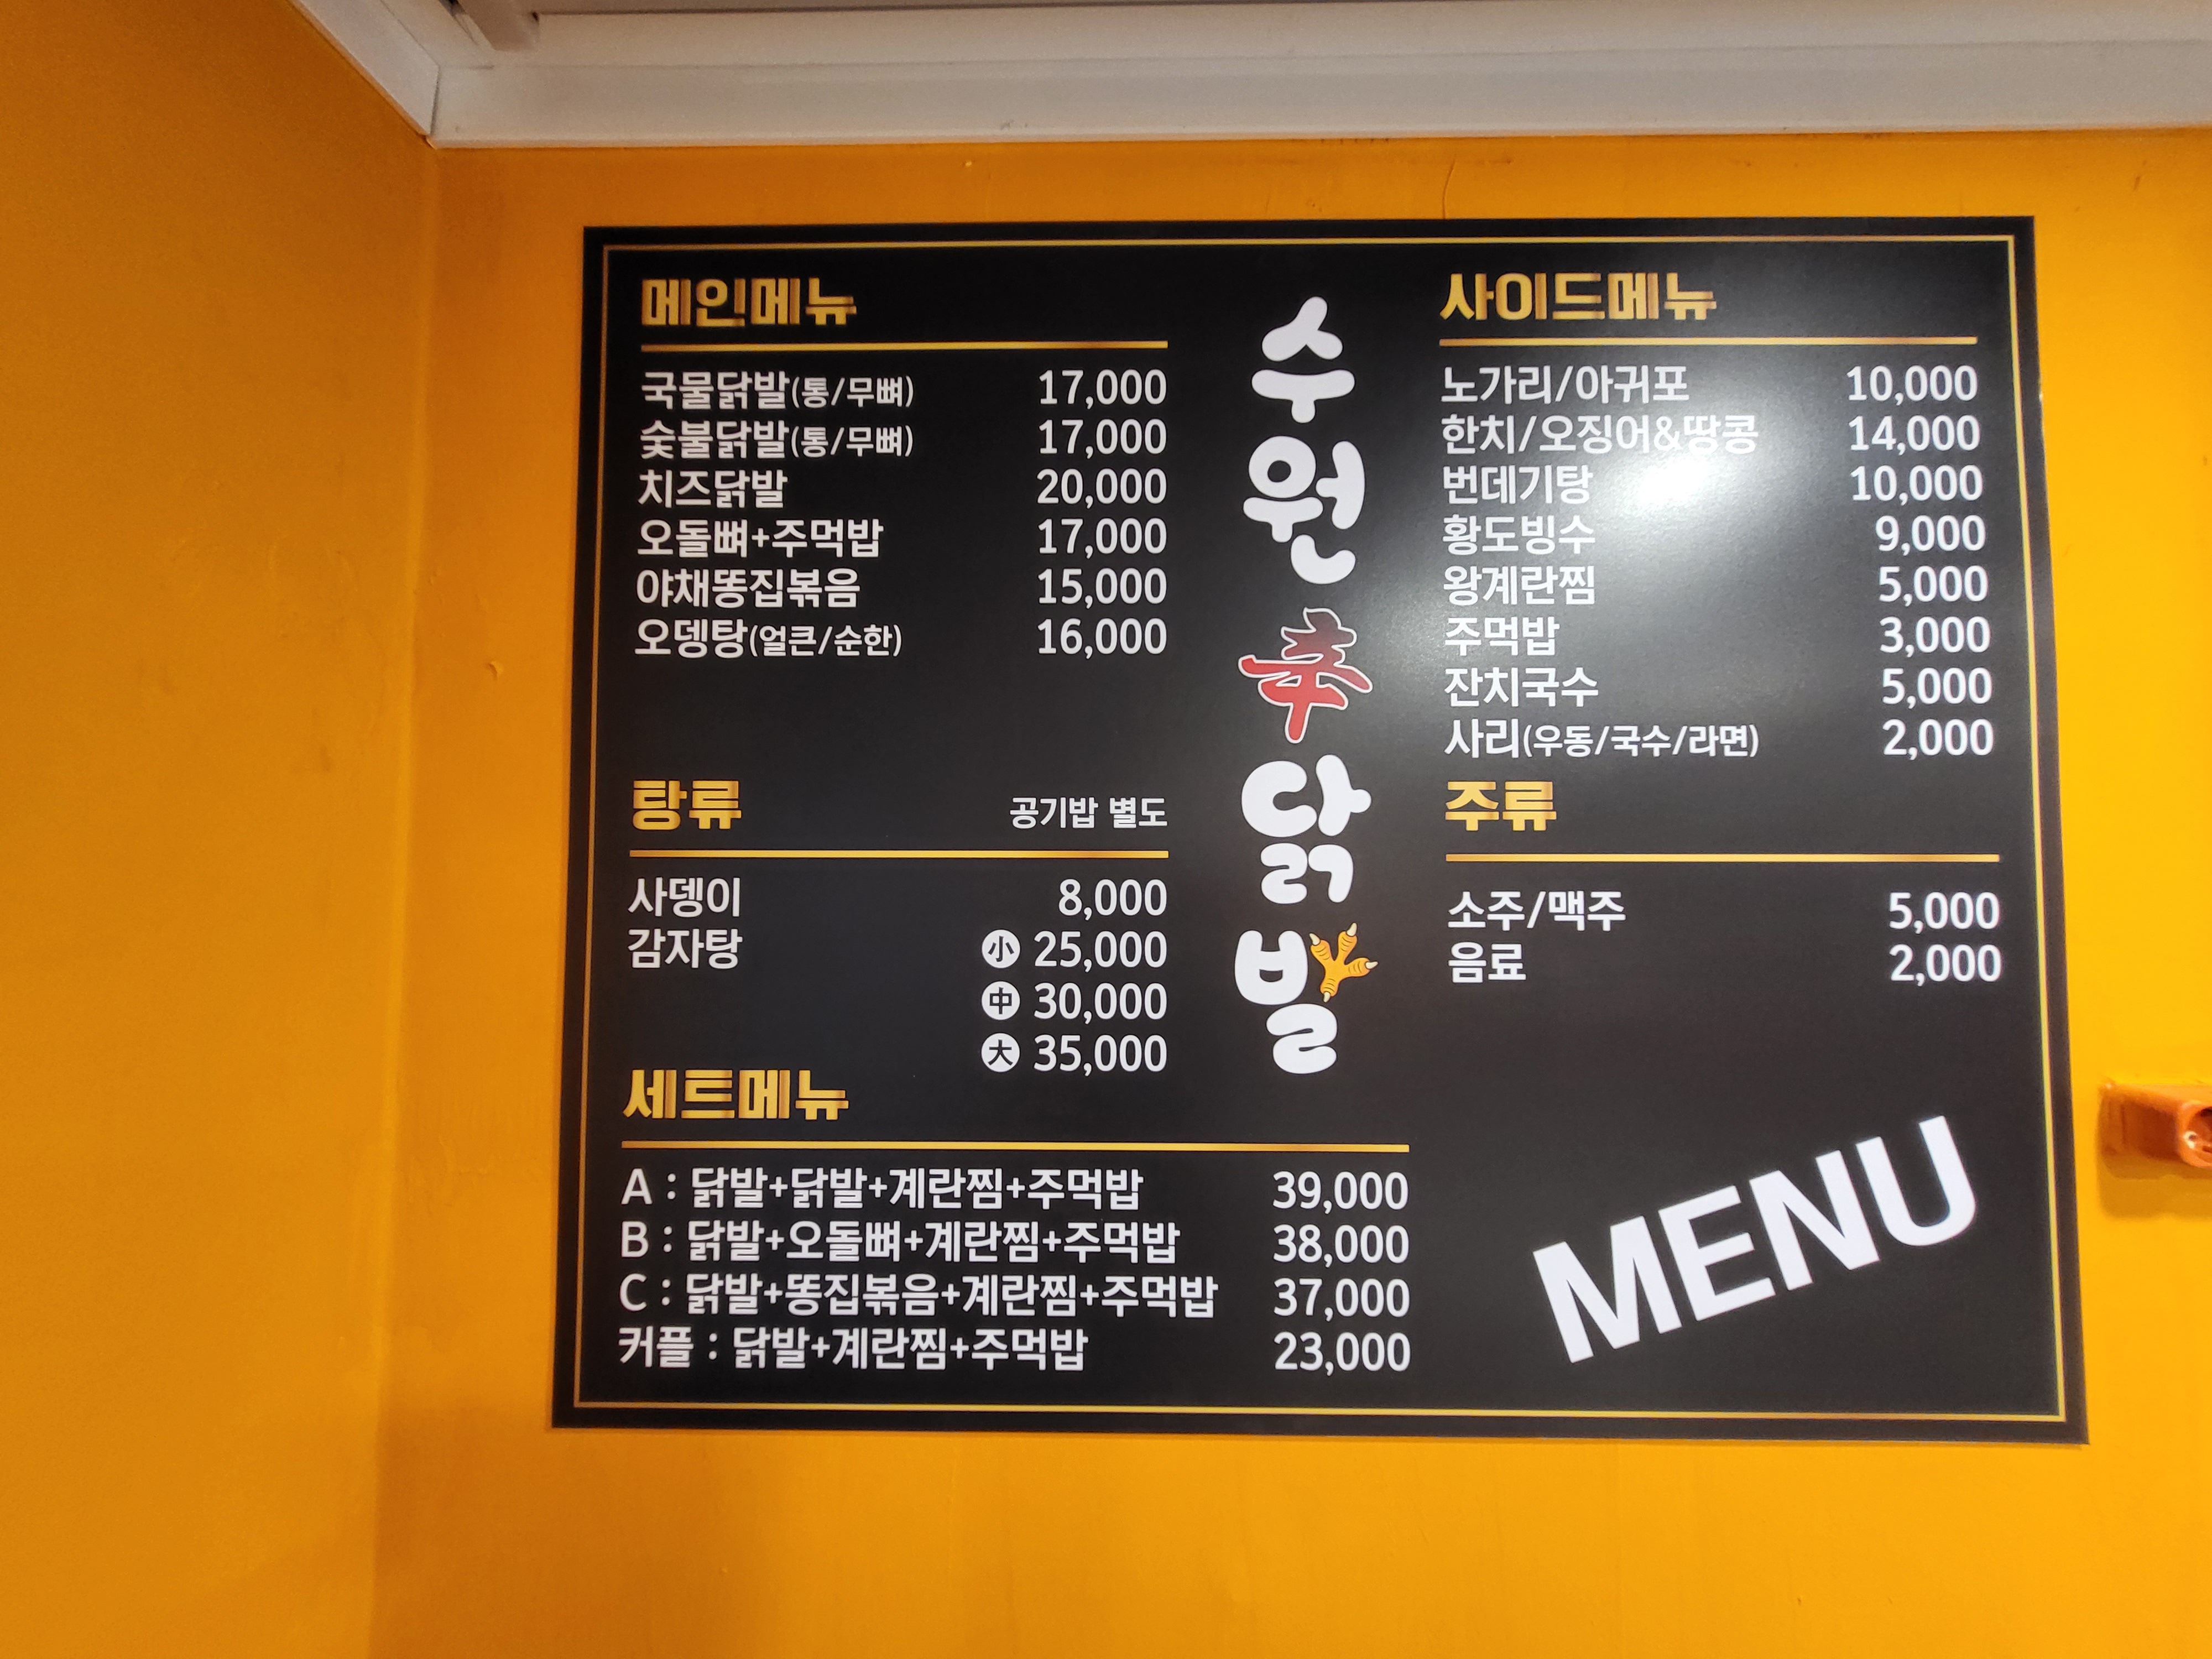 메인메뉴
국물닭발(통/무뼈) 17,000
숯불닭발(통/무뼈) 17,000
치즈닭발 20,000
오돌뼈+주먹밥 17,000
야채똥집볶음 15,000
오뎅탕(얼큰/순한) 16,000
탕류 공기밥 별도
사뎅이 8,000
감자탕 小 25,000
中 30,000
大 35,000
세트메뉴
A : 닭발+닭발+계란찜+주먹밥 39,000
B : 닭발+오돌뼈+계란찜+주먹밥 38,000
C : 닭발+똥집볶음+계란찜+주먹밥 37,000
커플 : 닭발+계란찜+주먹밥 23,000
수
원
辛
닭
발
사이드메뉴
노가리/아귀포 10,000
한치/오징어&땅콩 14,000
번데기탕 10,000
황도빙수 9,000
왕계란찜 5,000
주먹밥 3,000
잔치국수 5,000
사리(우동/국수/라면) 2,000
주류
소주/맥주 5,000
음료 2,000
MENU